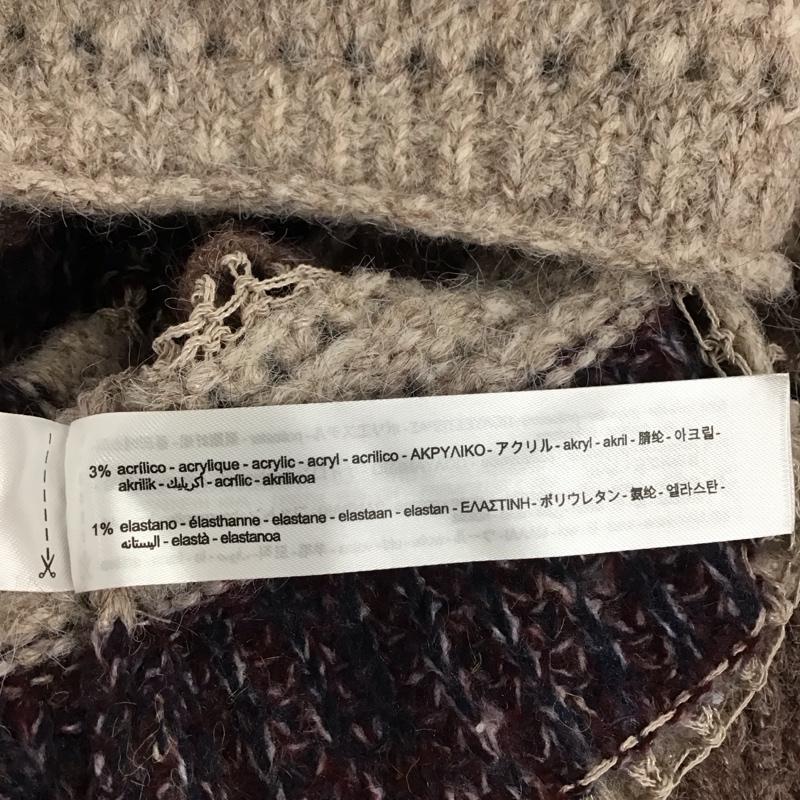 3% acrílico - acrylique - acrylic - acryl - acrilico - ΑΚΡΥΛΙΚΟ - アクリル - akryl - akril - 腈纶 - 아크릴 -
akrilik - أكريليك - acrílic - akrilikoa
1% elastano - élasthanne - elastane - elastaan - elastan - ΕΛΑΣΤΙΝΗ - ポリウレタン - 氨纶 - 엘라스탄 -
اليستانه - elastà - elastanoa